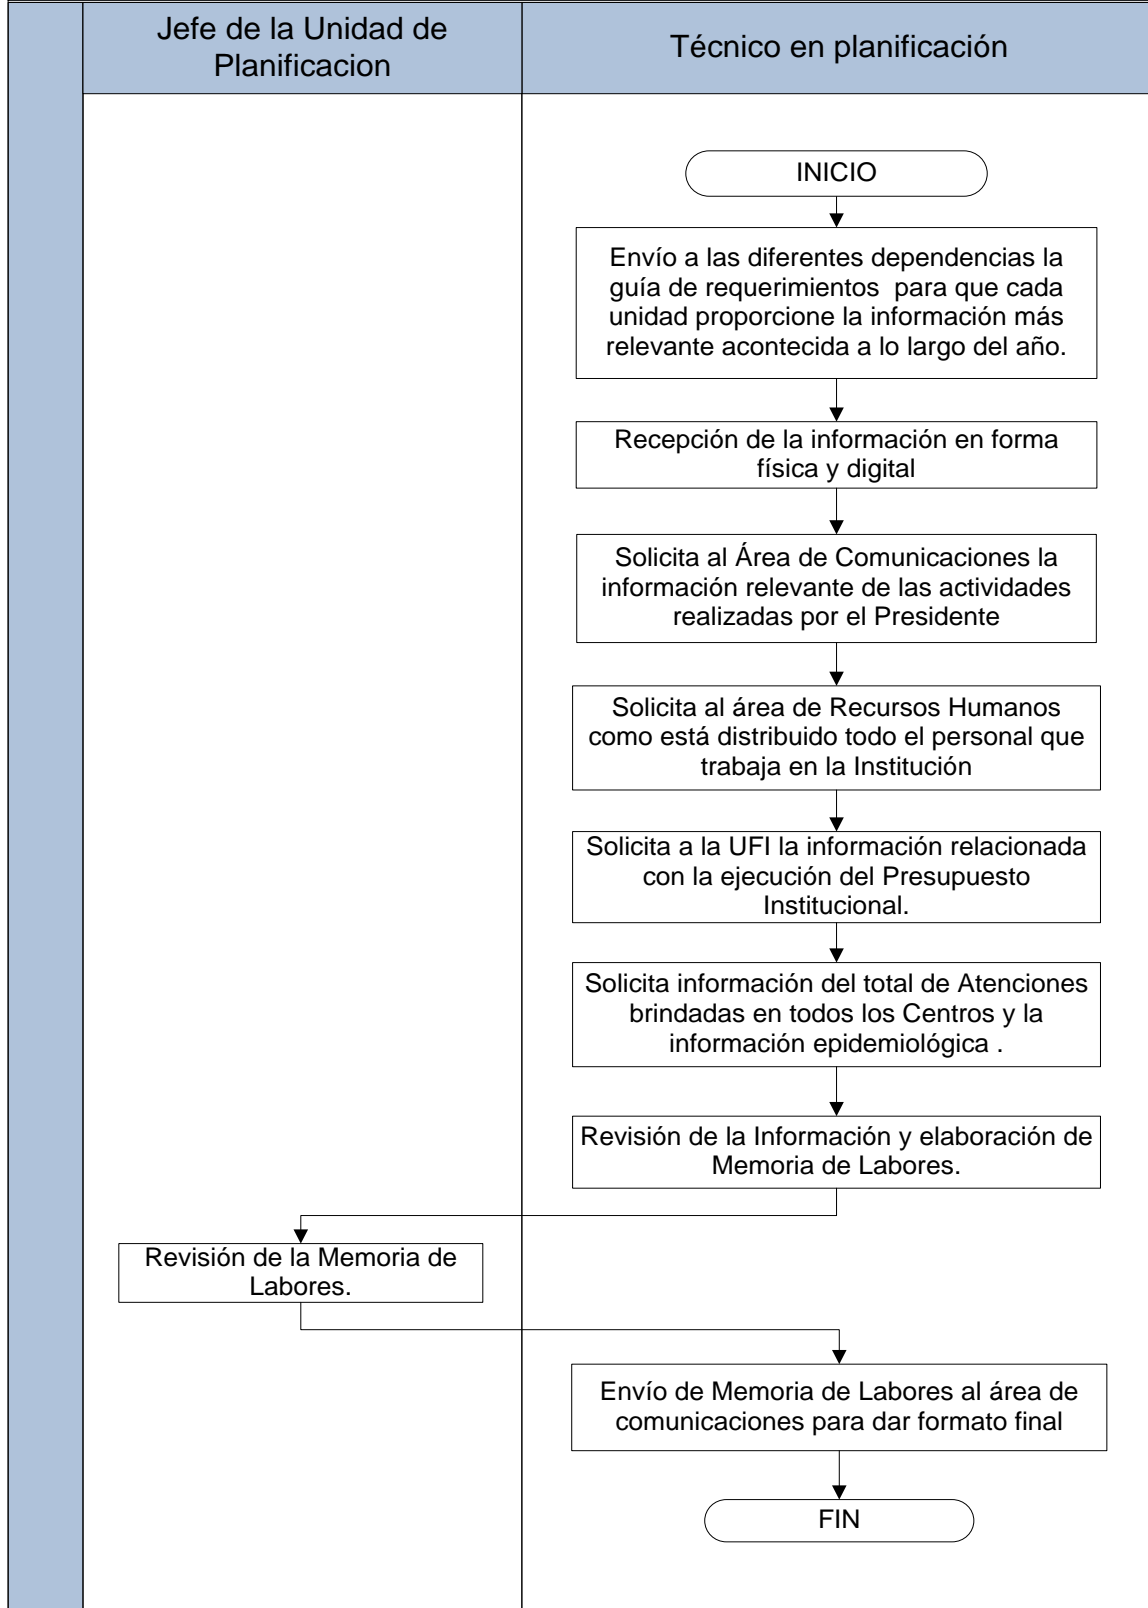 Jefe de la Unidad de
Planificacion
Técnico en planificación
INICIO
Envío a las diferentes dependencias la
guía de requerimientos  para que cada
unidad proporcione la información más
relevante acontecida a lo largo del año.
Recepción de la información en forma
física y digital
Solicita al Área de Comunicaciones la
información relevante de las actividades
realizadas por el Presidente
Solicita al área de Recursos Humanos
como está distribuido todo el personal que
trabaja en la Institución
Solicita a la UFI la información relacionada
con la ejecución del Presupuesto
Institucional.
Solicita información del total de Atenciones
brindadas en todos los Centros y la
información epidemiológica .
Revisión de la Información y elaboración de
Memoria de Labores.
Revisión de la Memoria de
Labores.
Envío de Memoria de Labores al área de
comunicaciones para dar formato final
FIN